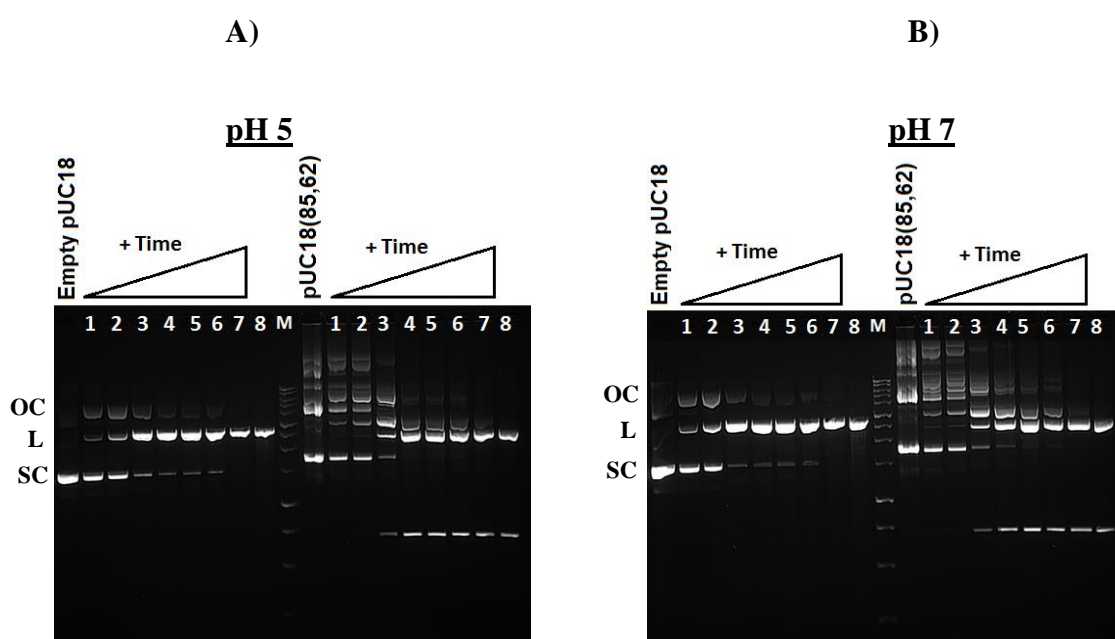 A)
pH 5
Empty pUC18
+ Time
pUC18(85,62)
+ Time
1 2 3 4 5 6 7 8 M 1 2 3 4 5 6 7 8
OC
L
SC
B)
pH 7
Empty pUC18
+ Time
pUC18(85,62)
+ Time
1 2 3 4 5 6 7 8 M 1 2 3 4 5 6 7 8
OC
L
SC